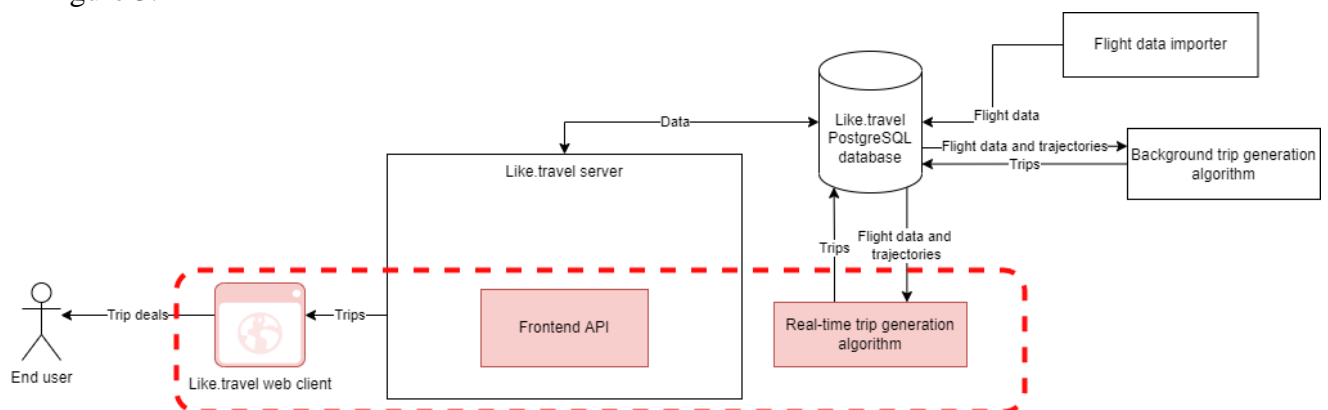 Flight data importer
Flight data
Data
Like.travel
PostgreSQL
database
Flight data and trajectories
Trips
Background trip generation
algorithm
Like.travel server
Trips
Flight data and
trajectories
Trip deals
Trips
Frontend API
Real-time trip generation
algorithm
End user
Like.travel web client